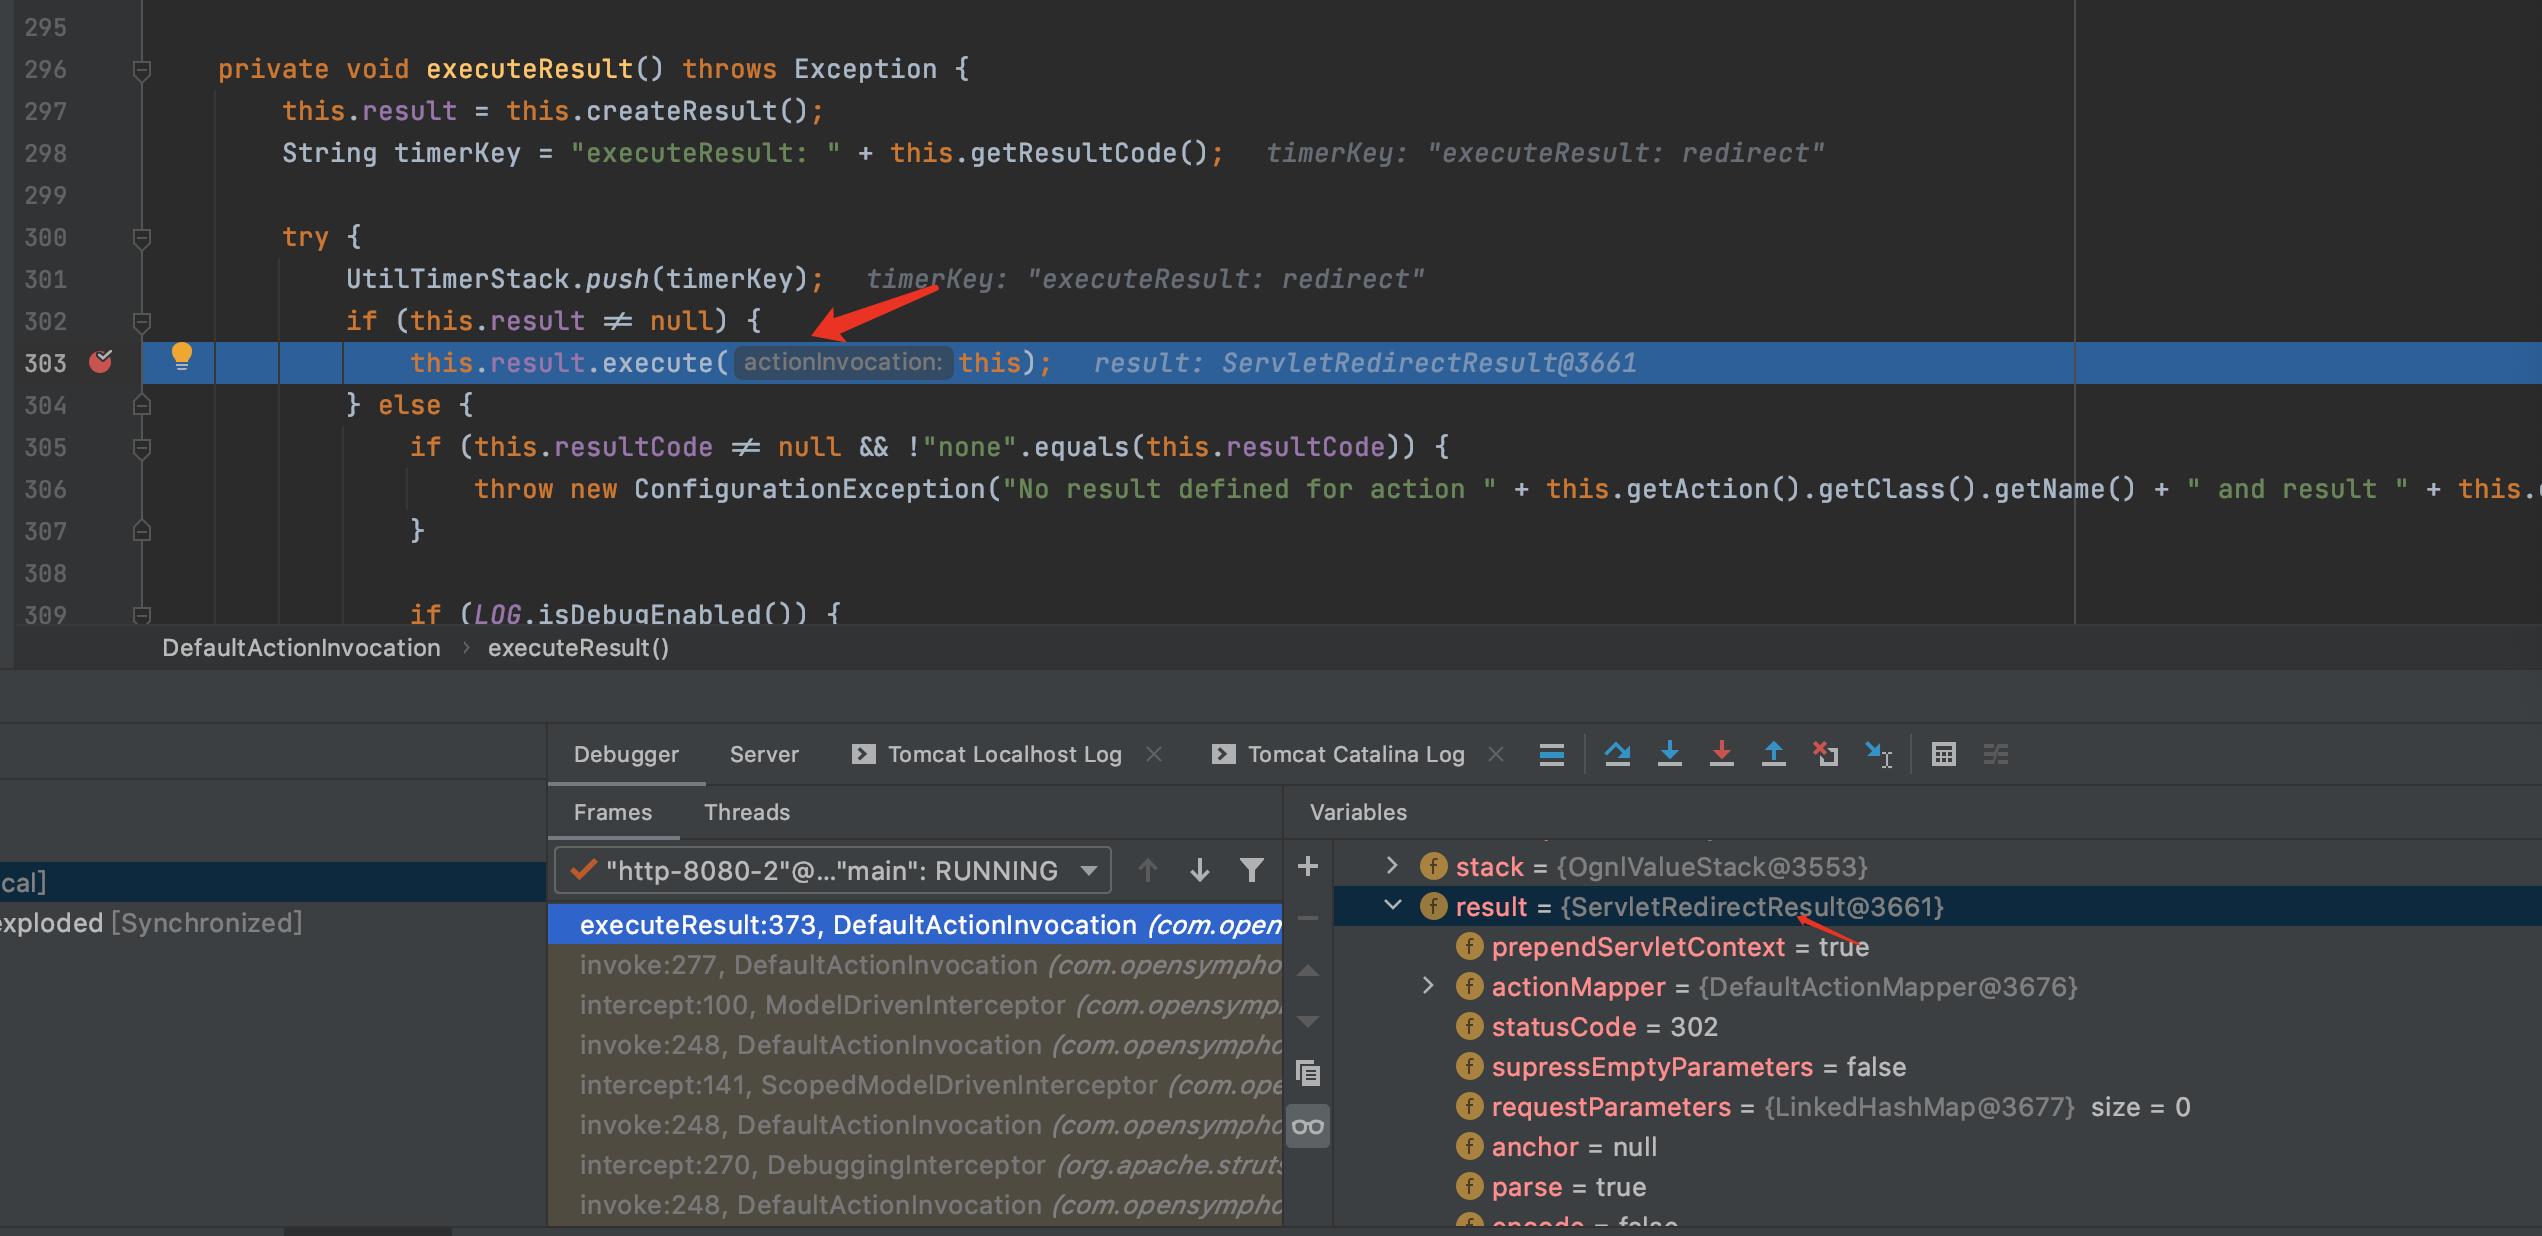 295
296 private void executeResult() throws Exception {
297 this.result = this.createResult();
298 String timerKey = "executeResult: " + this.getResultCode(); timerKey: "executeResult: redirect"
299
300 try {
301 UtilTimerStack.push(timerKey); timerKey: "executeResult: redirect"
302 if (this.result ≠ null) {
303 this.result.execute( actionInvocation: this); result: ServletRedirectResult@3661
304 } else {
305 if (this.resultCode ≠ null && !"none".equals(this.resultCode)) {
306 throw new ConfigurationException("No result defined for action " + this.getAction().getClass().getName() + " and result " + this.
307 }
308
309 if (LOG.isDebugEnabled()) {
DefaultActionInvocation › executeResult()
Debugger Server Tomcat Localhost Log Tomcat Catalina Log
Frames Threads
Variables
cal]
exploded [Synchronized]
"http-8080-2"@..."main": RUNNING
executeResult:373, DefaultActionInvocation (com.open
invoke:277, DefaultActionInvocation (com.opensympho
intercept:100, ModelDrivenInterceptor (com.opensymp
invoke:248, DefaultActionInvocation (com.opensympho
intercept:141, ScopedModelDrivenInterceptor (com.ope
invoke:248, DefaultActionInvocation (com.opensympho
intercept:270, DebuggingInterceptor (org.apache.struts
invoke:248, DefaultActionInvocation (com.opensympho
f stack = {OgnlValueStack@3553}
f result = {ServletRedirectResult@3661}
f prependServletContext = true
f actionMapper = {DefaultActionMapper@3676}
f statusCode = 302
f supressEmptyParameters = false
f requestParameters = {LinkedHashMap@3677} size = 0
f anchor = null
f parse = true
f encode = false